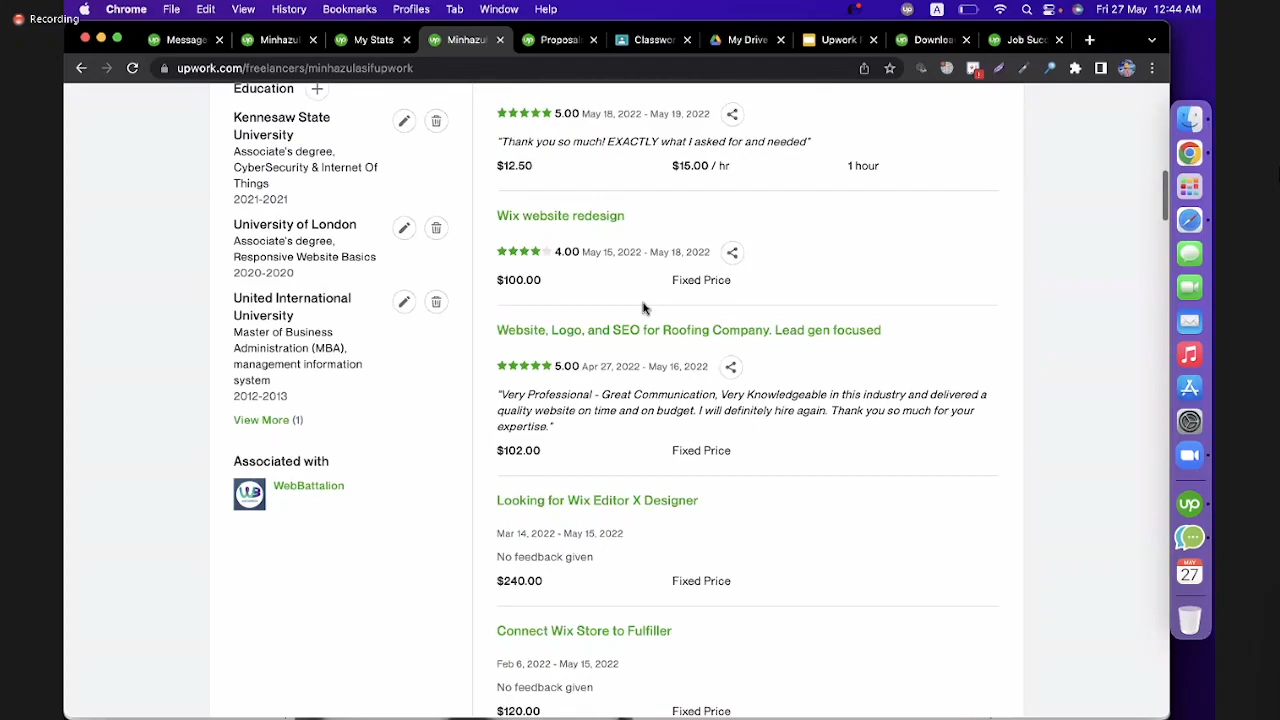 Recording
Chrome File Edit View History Bookmarks Profiles Tab Window Help
A
Fri 27 May 12:44 AM
Message
Minhazul
My Stats
Minhazul
Proposal
Classwor
My Drive
Upwork
Downloa
Job Succ
upwork.com/freelancers/minhazulasifupwork
Education
Kennesaw State
University
Associate's degree,
CyberSecurity & Internet Of
Things
2021-2021
University of London
Associate's degree,
Responsive Website Basics
2020-2020
United International
University
Master of Business
Administration (MBA),
management information
system
2012-2013
View More (1)
Associated with
WB
WebBattalion
5.00 May 18, 2022 - May 19, 2022
"Thank you so much! EXACTLY what I asked for and needed"
$12.50 $15.00 / hr 1 hour
Wix website redesign
4.00 May 15, 2022 - May 18, 2022
$100.00 Fixed Price
Website, Logo, and SEO for Roofing Company. Lead gen focused
5.00 Apr 27, 2022 - May 16, 2022
"Very Professional - Great Communication, Very Knowledgeable in this industry and delivered a
quality website on time and on budget. I will definitely hire again. Thank you so much for your
expertise."
$102.00 Fixed Price
Looking for Wix Editor X Designer
Mar 14, 2022 - May 15, 2022
No feedback given
$240.00 Fixed Price
Connect Wix Store to Fulfiller
Feb 6, 2022 - May 15, 2022
No feedback given
$120.00 Fixed Price
up
MAY
27